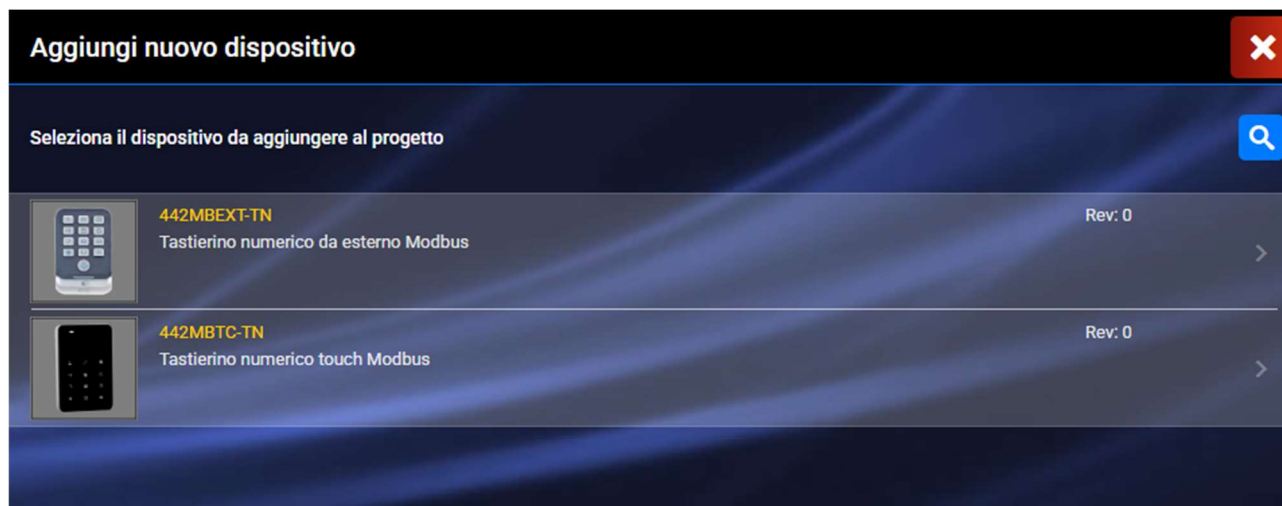 Aggiungi nuovo dispositivo
Seleziona il dispositivo da aggiungere al progetto
442MBEXT-TN
Rev: 0
Tastierino numerico da esterno Modbus
442MBTC-TN
Rev: 0
Tastierino numerico touch Modbus